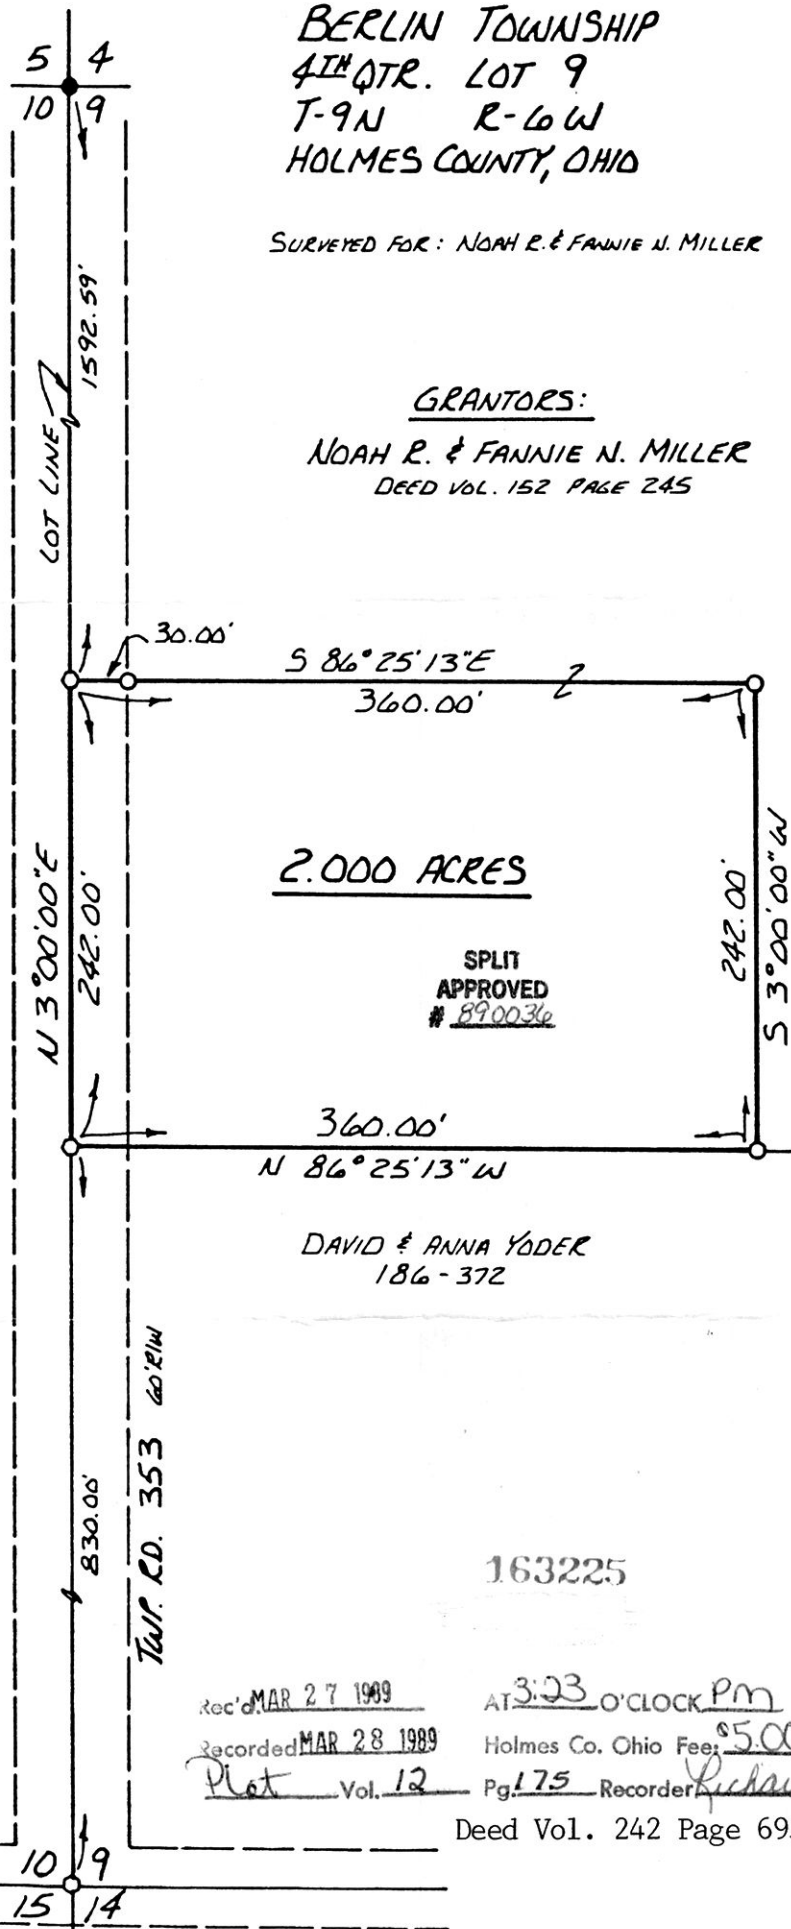 BERLIN TOWNSHIP
4TH QTR. LOT 9
T-9N R-6W
HOLMES COUNTY, OHIO
SURVEYED FOR: NOAH R. & FANNIE N. MILLER
5 4
10 9
1592.59'
LOT LINE
GRANTORS:
NOAH R. & FANNIE N. MILLER
DEED VOL. 152 PAGE 245
30.00'
S 86° 25' 13" E
360.00'
N 3° 00' 00" E
242.00'
2.000 ACRES
SPLIT
APPROVED
# 890036
242.00'
S 3° 00' 00" W
360.00'
N 86° 25' 13" W
DAVID & ANNA YODER
186-372
830.00'
TWP. RD. 353 60' R/W
163225
Rec'd. MAR 27 1989 AT 3:23 O'CLOCK PM
Recorded MAR 28 1989 Holmes Co. Ohio Fee: $5.00
Plat Vol. 12 Pg. 175 Recorder
Deed Vol. 242 Page
10 9
15 14